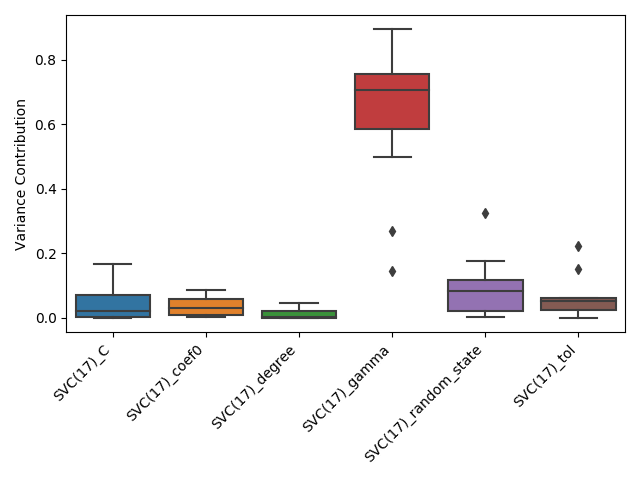 Variance Contribution
0.8
0.6
0.4
0.2
0.0
SVC(17)_C
SVC(17)_coef0
SVC(17)_degree
SVC(17)_gamma
SVC(17)_random_state
SVC(17)_tol